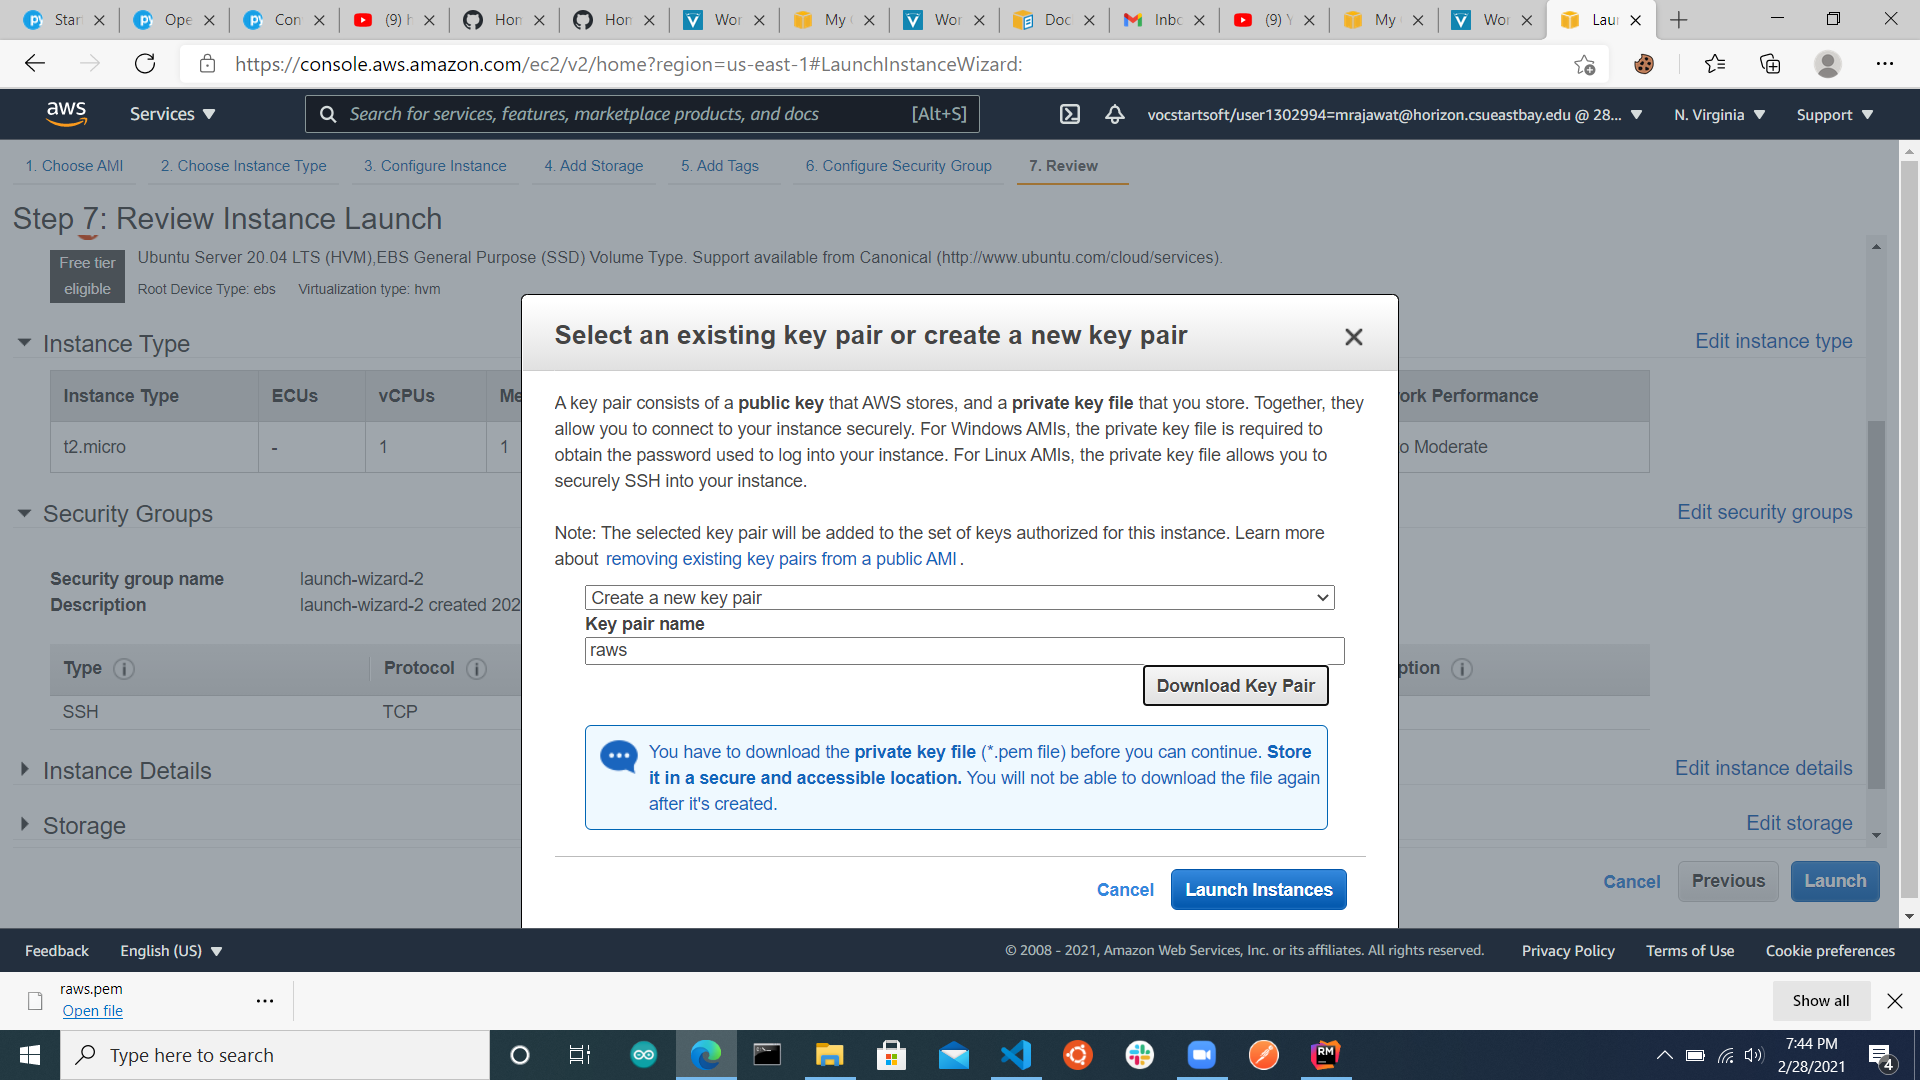 Star
Ope
Con
(9) h
Hom
Hom
Wor
My
Wor
Doc
Inbo
(9) Y
My
Wor
Laun
https://console.aws.amazon.com/ec2/v2/home?region=us-east-1#LaunchInstanceWizard:
aws
Services
Search for services, features, marketplace products, and docs [Alt+S]
vocstartsoft/user1302994=mrajawat@horizon.csueastbay.edu @ 28...
N. Virginia
Support
1. Choose AMI 2. Choose Instance Type 3. Configure Instance 4. Add Storage 5. Add Tags 6. Configure Security Group 7. Review
Step 7: Review Instance Launch
Free tier eligible
Ubuntu Server 20.04 LTS (HVM),EBS General Purpose (SSD) Volume Type. Support available from Canonical (http://www.ubuntu.com/cloud/services).
Root Device Type: ebs Virtualization type: hvm
Instance Type
Edit instance type
Instance Type ECUs vCPUs Me ork Performance
t2.micro - 1 1 o Moderate
Security Groups
Edit security groups
Security group name launch-wizard-2
Description launch-wizard-2 created 202
Type Protocol ption
SSH TCP
Instance Details
Edit instance details
Storage
Edit storage
Select an existing key pair or create a new key pair
A key pair consists of a public key that AWS stores, and a private key file that you store. Together, they
allow you to connect to your instance securely. For Windows AMIs, the private key file is required to
obtain the password used to log into your instance. For Linux AMIs, the private key file allows you to
securely SSH into your instance.
Note: The selected key pair will be added to the set of keys authorized for this instance. Learn more
about removing existing key pairs from a public AMI .
Create a new key pair
Key pair name
raws
Download Key Pair
You have to download the private key file (*.pem file) before you can continue. Store
it in a secure and accessible location. You will not be able to download the file again
after it's created.
Cancel Launch Instances
Cancel Previous Launch
Feedback English (US)
© 2008 - 2021, Amazon Web Services, Inc. or its affiliates. All rights reserved. Privacy Policy Terms of Use Cookie preferences
raws.pem
Open file
Show all
Type here to search
RM
7:44 PM
2/28/2021
4